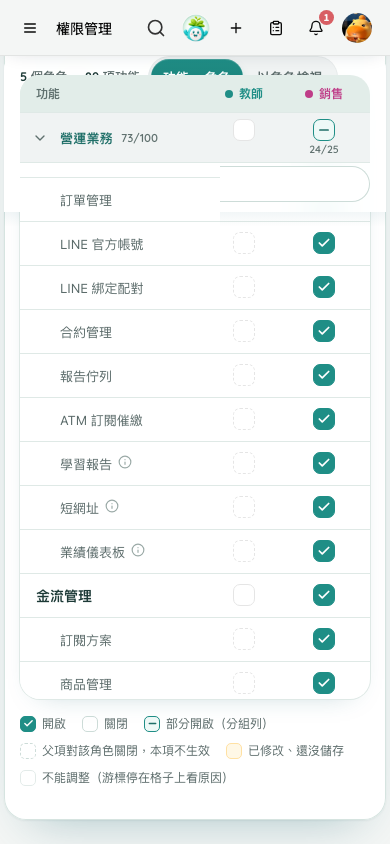 權限管理
1
功能
教師
銷售
營運業務 73/100
24/25
訂單管理
LINE 官方帳號
LINE 綁定配對
合約管理
報告佇列
ATM 訂閱催繳
學習報告
短網址
業績儀表板
金流管理
訂閱方案
商品管理
開啟 關閉 部分開啟（分組列）
父項對該角色關閉，本項不生效 已修改、還沒儲存
不能調整（游標停在格子上看原因）